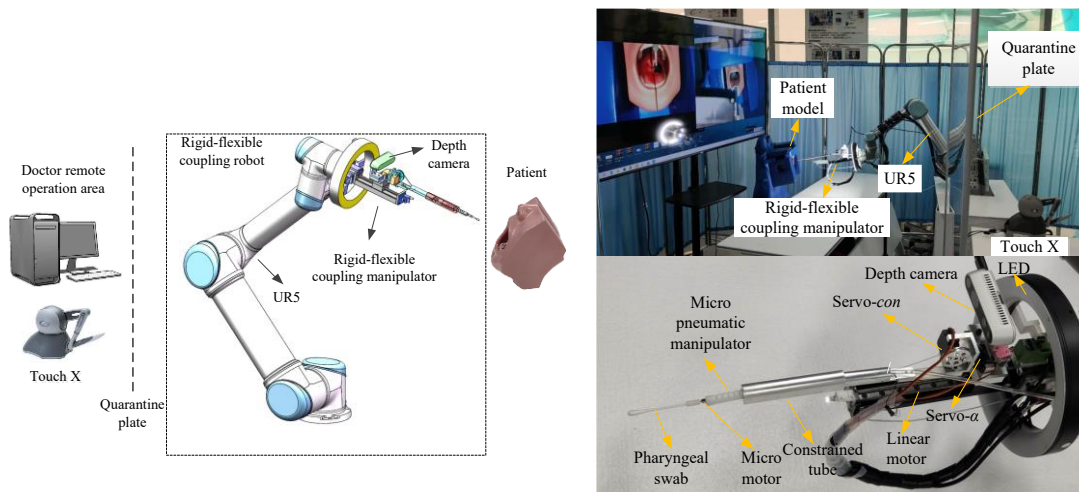 Doctor remote
operation area
Touch X
Quarantine
plate
Rigid-flexible
coupling robot
Depth
camera
Rigid-flexible
coupling manipulator
UR5
Patient
Quarantine
plate
Patient
model
UR5
Rigid-flexible
coupling manipulator
Touch X
Depth camera
LED
Servo-con
Micro
pneumatic
manipulator
Servo-α
Linear
motor
Constrained
tube
Micro
motor
Pharyngeal
swab